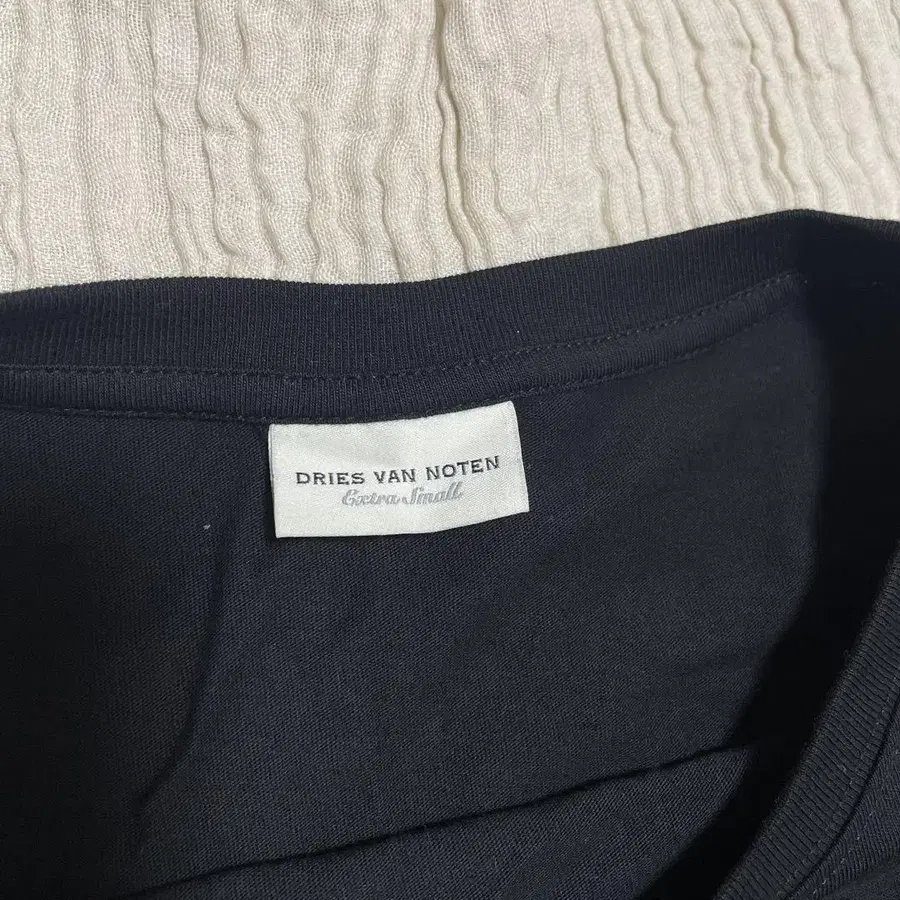 DRIES VAN NOTEN
Extra Small